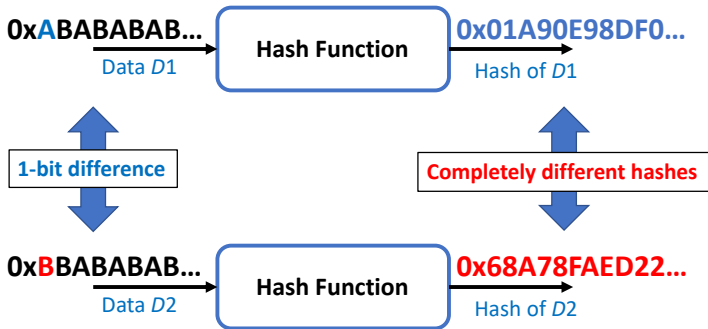 0xABABABAB...
Hash Function
0x01A90E98DF0...
Data D1
Hash of D1
1-bit difference
Completely different hashes
0xBBABABAB...
Hash Function
0x68A78FAED22...
Data D2
Hash of D2